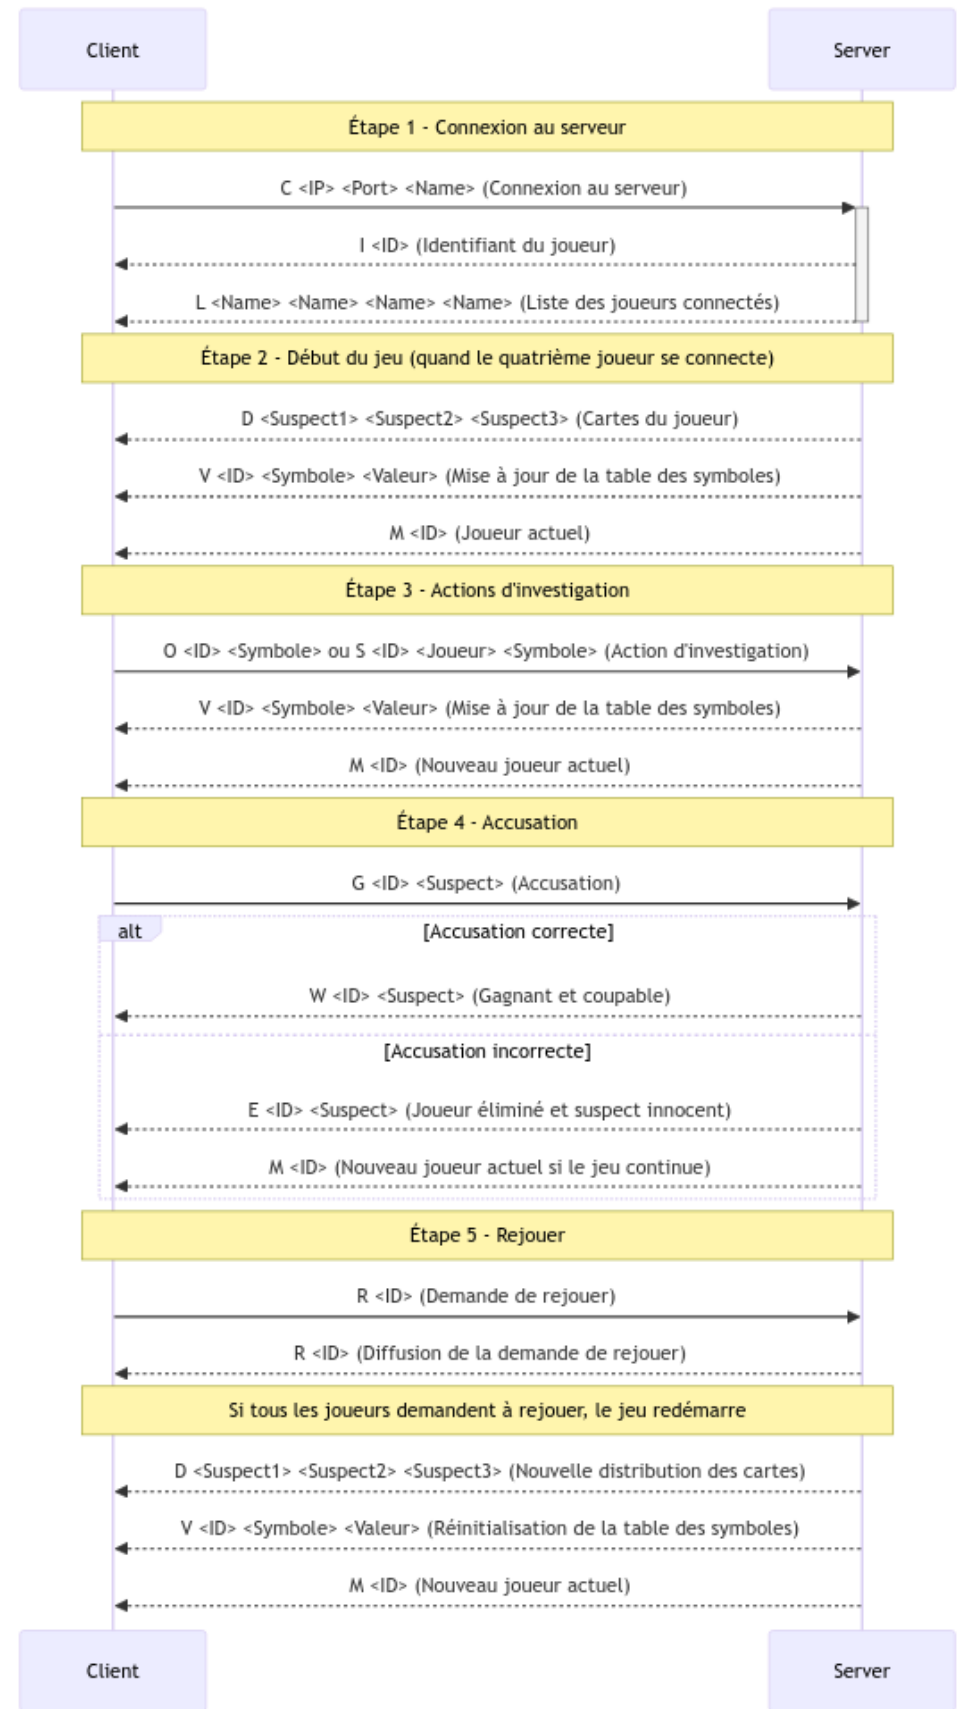 Client Server
Étape 1 - Connexion au serveur
C <IP> <Port> <Name> (Connexion au serveur)
I <ID> (Identifiant du joueur)
L <Name> <Name> <Name> <Name> (Liste des joueurs connectés)
Étape 2 - Début du jeu (quand le quatrième joueur se connecte)
D <Suspect1> <Suspect2> <Suspect3> (Cartes du joueur)
V <ID> <Symbole> <Valeur> (Mise à jour de la table des symboles)
M <ID> (Joueur actuel)
Étape 3 - Actions d'investigation
O <ID> <Symbole> ou S <ID> <Joueur> <Symbole> (Action d'investigation)
V <ID> <Symbole> <Valeur> (Mise à jour de la table des symboles)
M <ID> (Nouveau joueur actuel)
Étape 4 - Accusation
G <ID> <Suspect> (Accusation)
alt [Accusation correcte]
W <ID> <Suspect> (Gagnant et coupable)
[Accusation incorrecte]
E <ID> <Suspect> (Joueur éliminé et suspect innocent)
M <ID> (Nouveau joueur actuel si le jeu continue)
Étape 5 - Rejouer
R <ID> (Demande de rejouer)
R <ID> (Diffusion de la demande de rejouer)
Si tous les joueurs demandent à rejouer, le jeu redémarre
D <Suspect1> <Suspect2> <Suspect3> (Nouvelle distribution des cartes)
V <ID> <Symbole> <Valeur> (Réinitialisation de la table des symboles)
M <ID> (Nouveau joueur actuel)
Client Server